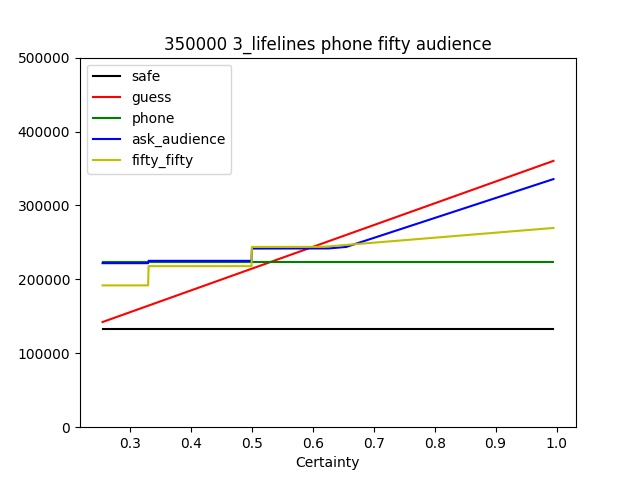 350000 3_lifelines phone fifty audience
500000
400000
300000
200000
100000
0
safe
guess
phone
ask_audience
fifty_fifty
0.3 0.4 0.5 0.6 0.7 0.8 0.9 1.0
Certainty